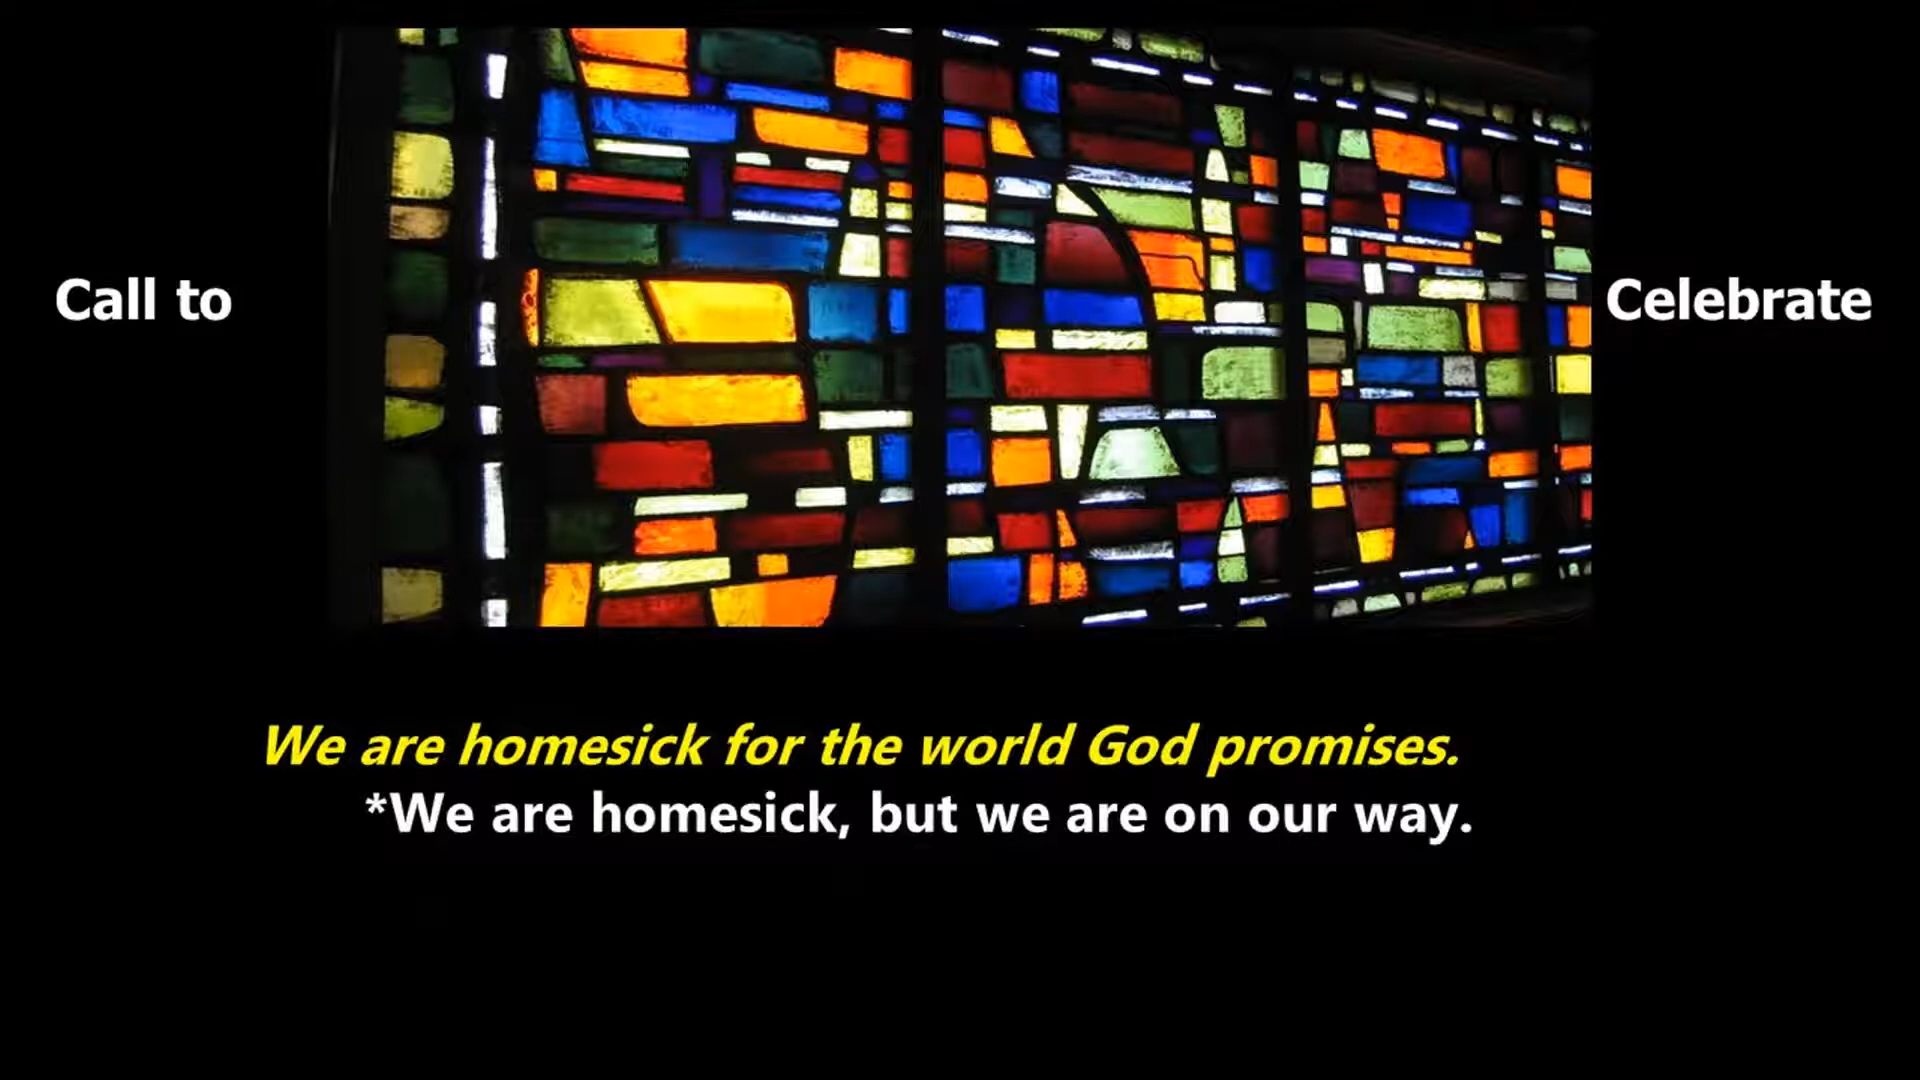 Call to
Celebrate
We are homesick for the world God promises.
*We are homesick, but we are on our way.